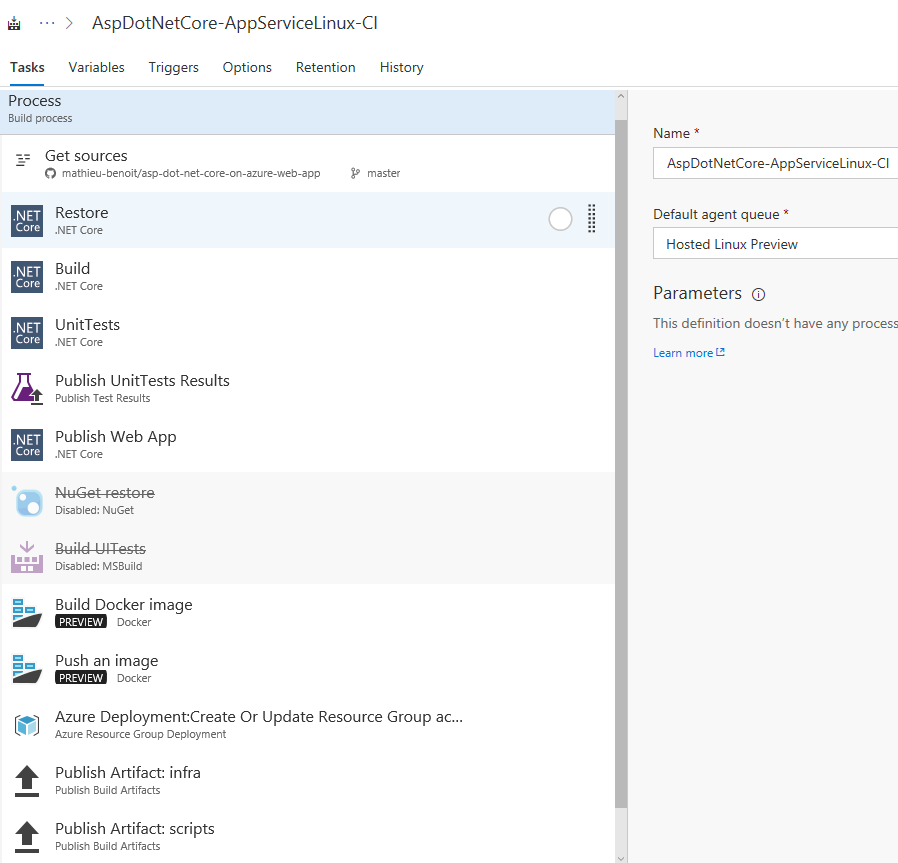 ··· > AspDotNetCore-AppServiceLinux-CI
Tasks Variables Triggers Options Retention History
Process
Build process
Get sources
mathieu-benoit/asp-dot-net-core-on-azure-web-app master
.NET Core Restore
.NET Core
.NET Core Build
.NET Core
.NET Core UnitTests
.NET Core
Publish UnitTests Results
Publish Test Results
.NET Core Publish Web App
.NET Core
NuGet restore
Disabled: NuGet
Build UITests
Disabled: MSBuild
Build Docker image
PREVIEW Docker
Push an image
PREVIEW Docker
Azure Deployment:Create Or Update Resource Group ac...
Azure Resource Group Deployment
Publish Artifact: infra
Publish Build Artifacts
Publish Artifact: scripts
Publish Build Artifacts
Name *
AspDotNetCore-AppServiceLinux-CI
Default agent queue *
Hosted Linux Preview
Parameters
This definition doesn't have any process
Learn more